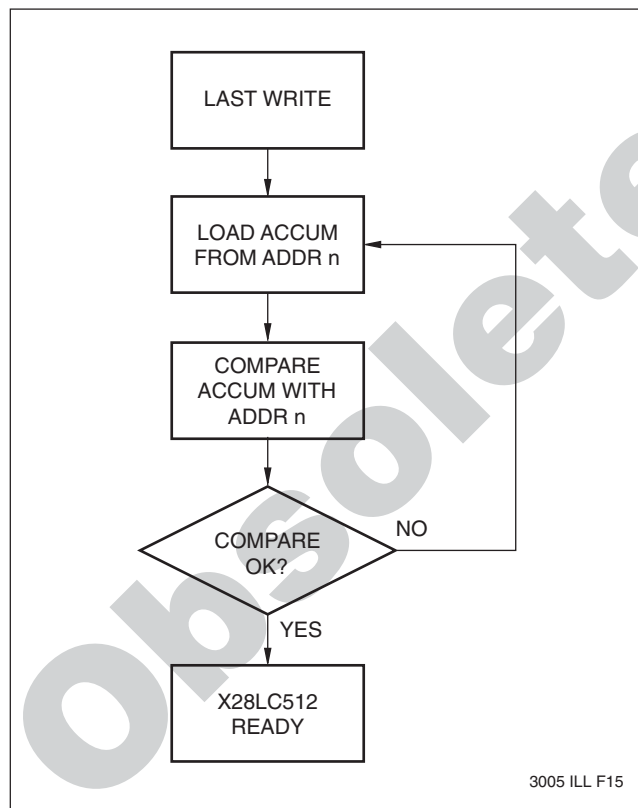 LAST WRITE
LOAD ACCUM
FROM ADDR n
COMPARE
ACCUM WITH
ADDR n
COMPARE
OK?
NO
YES
X28LC512
READY
3005 ILL F15
Obsolete